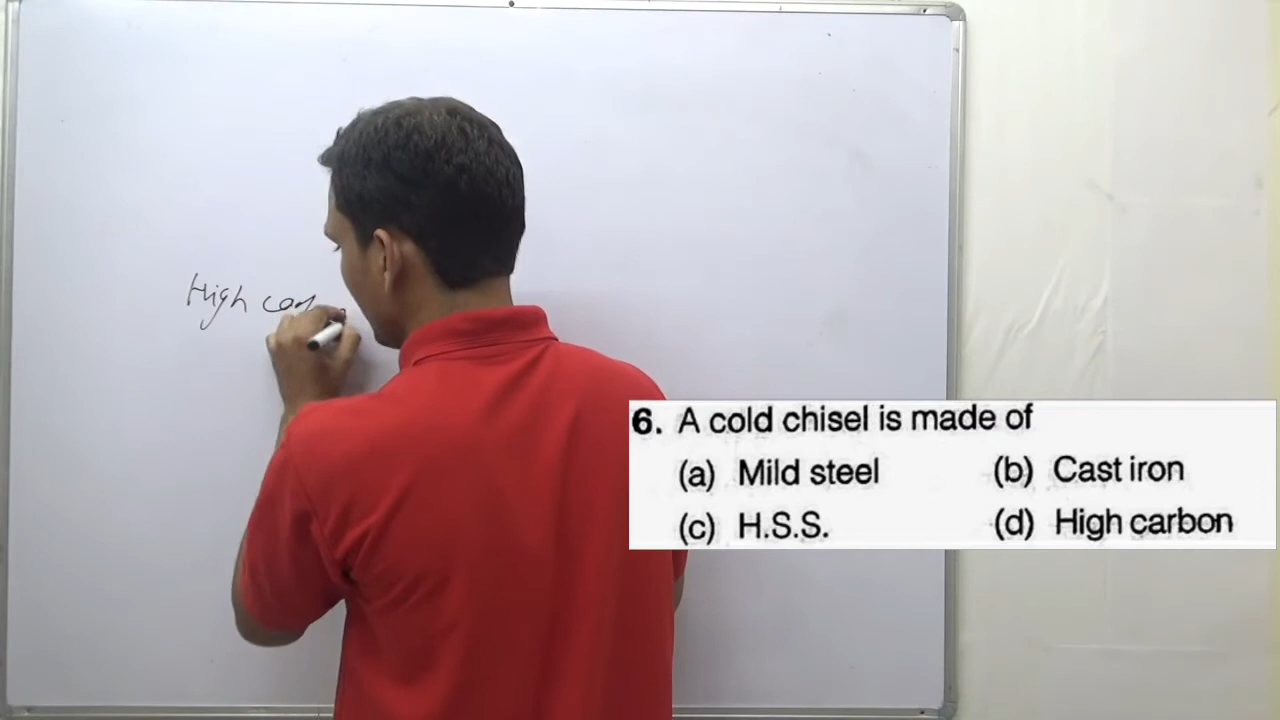 High car
6. A cold chisel is made of
(a) Mild steel (b) Cast iron
(c) H.S.S. (d) High carbon